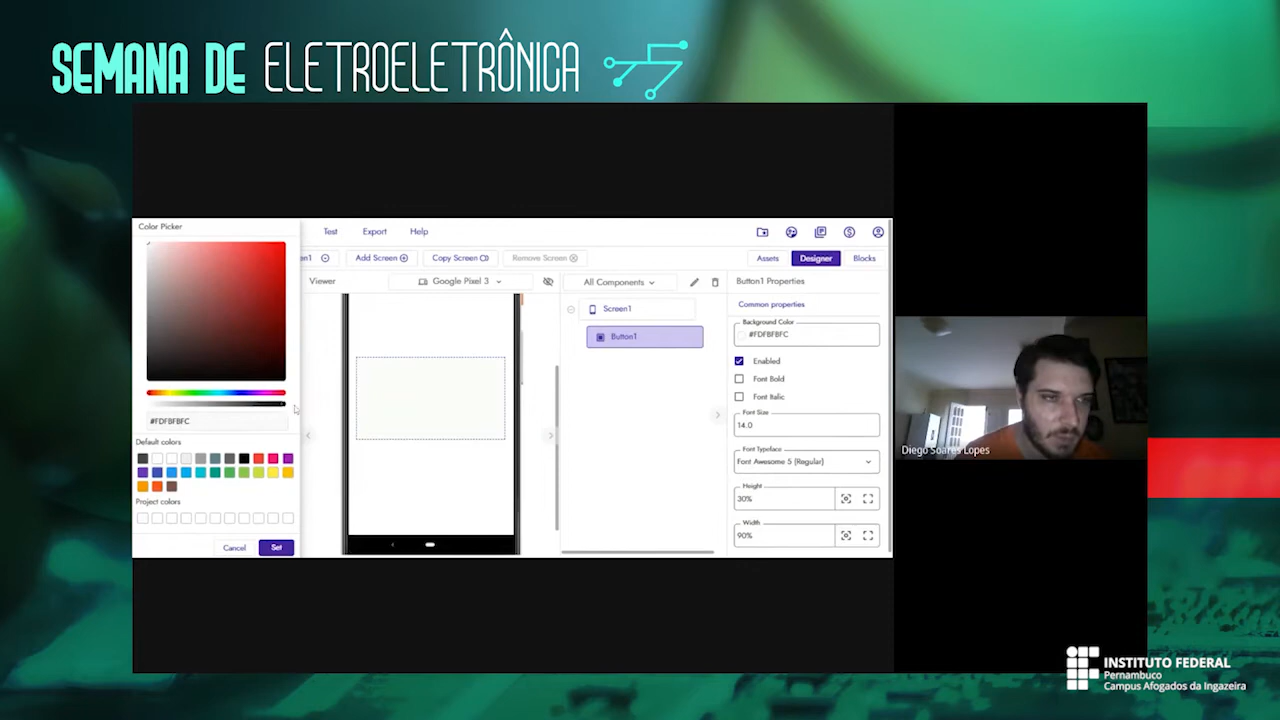 SEMANA DE ELETROELETRÔNICA
Color Picker
Test Export Help
Add Screen Copy Screen Remove Screen
Assets Designer Blocks
Viewer
Google Pixel 3
All Components
Button1 Properties
Screen1
Common properties
Background Color
#FDFBFBFC
Button1
Enabled
Font Bold
Font Italic
Font Size
14.0
#FDFBFBFC
Default colors
Font Typeface
Font Awesome 5 (Regular)
Diego Soares Lopes
Height
30%
Project colors
Width
90%
Cancel Set
INSTITUTO FEDERAL
Pernambuco
Campus Afogados da Ingazeira